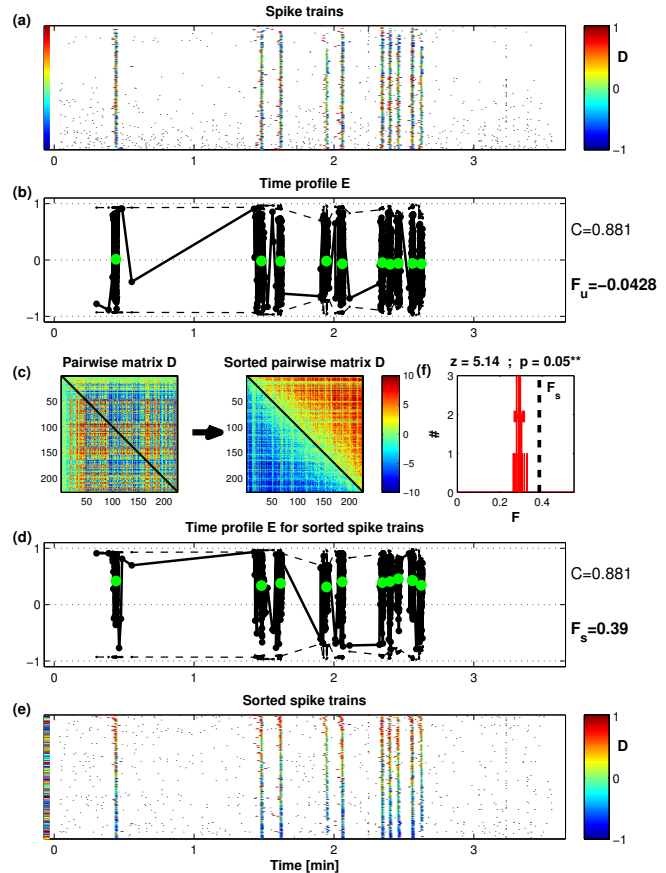 (a) Spike trains
1
D
0
−1
0 1 2 3
(b) Time profile E
1
0
−1
C=0.881
F_u=−0.0428
0 1 2 3
(c) Pairwise matrix D
Sorted pairwise matrix D
(f) z = 5.14 ; p = 0.05**
50
100
150
200
50 100 150 200
50
100
150
200
50 100 150 200
10
5
0
−5
−10
#
3
2
1
0
F_s
0 0.2 0.4
F
(d) Time profile E for sorted spike trains
1
0
−1
C=0.881
F_s=0.39
0 1 2 3
(e) Sorted spike trains
1
D
0
−1
0 1 2 3
Time [min]